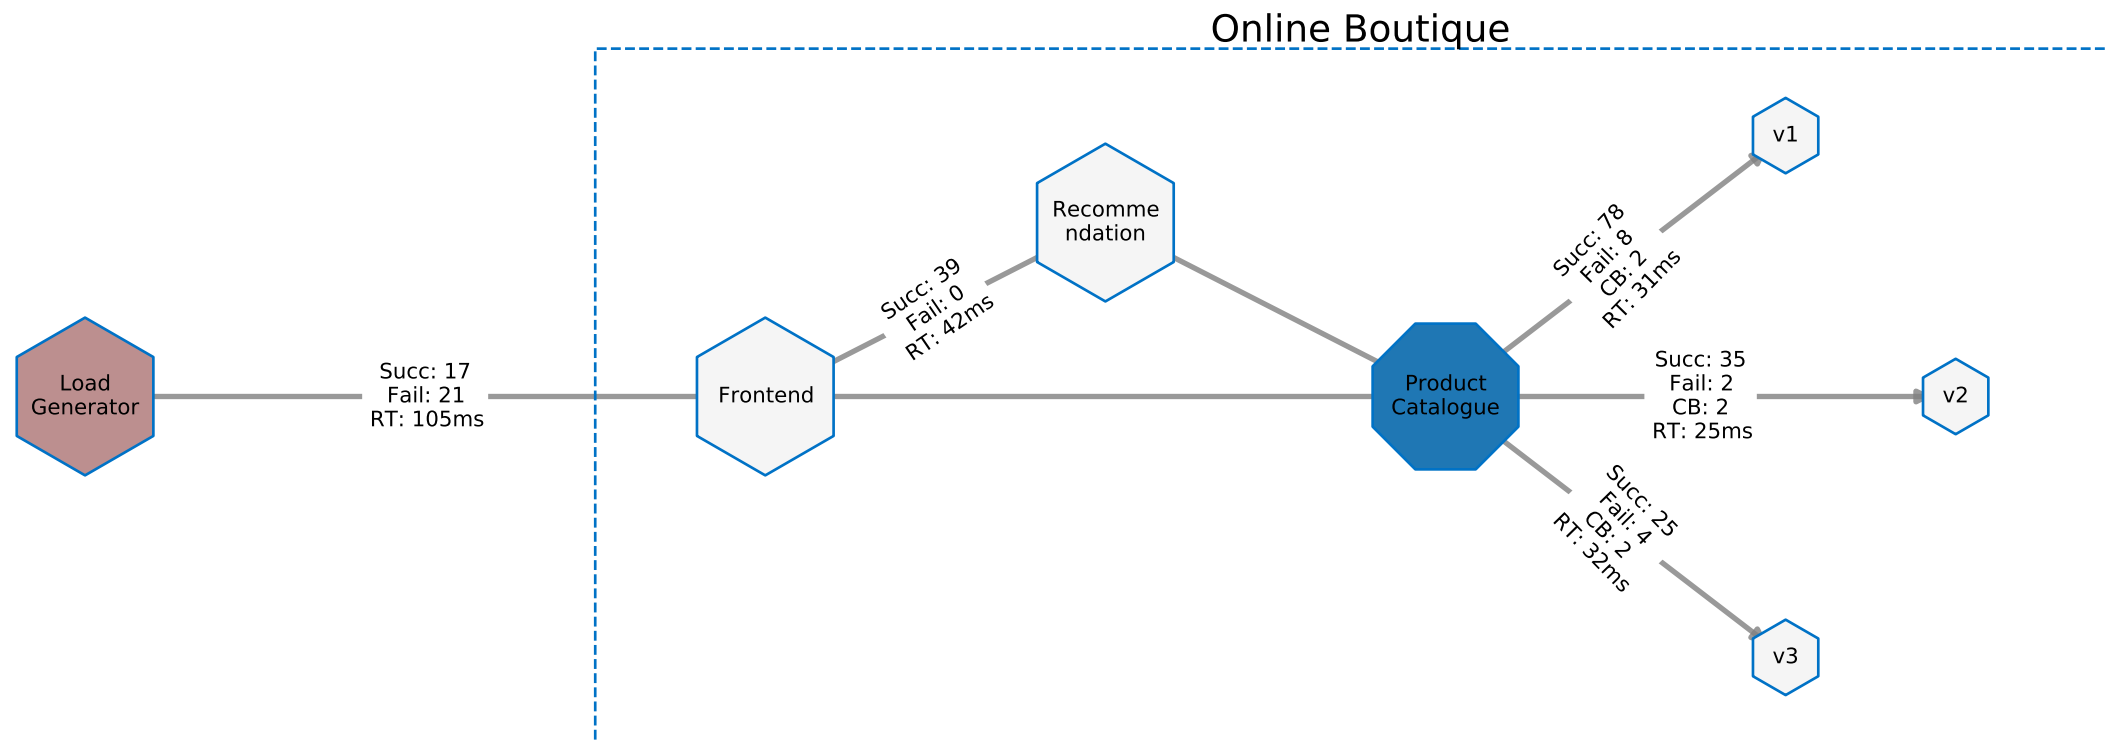 Online Boutique
Load
Generator
Succ: 17
Fail: 21
RT: 105ms
Frontend
Succ: 39
Fail: 0
RT: 42ms
Recomme
ndation
Product
Catalogue
Succ: 78
Fail: 8
CB: 2
RT: 31ms
v1
Succ: 35
Fail: 2
CB: 2
RT: 25ms
v2
Succ: 25
Fail: 4
CB: 2
RT: 32ms
v3